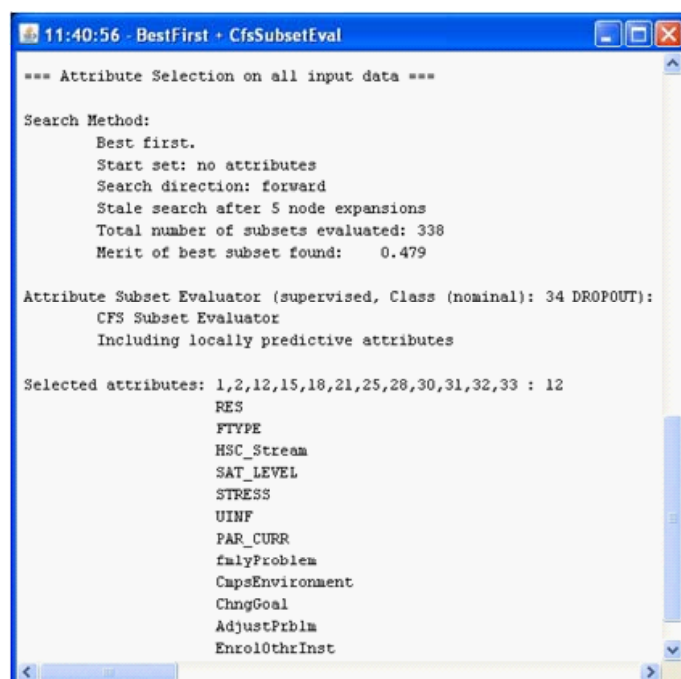 11:40:56 - BestFirst + CfsSubsetEval
=== Attribute Selection on all input data ===
Search Method:
Best first.
Start set: no attributes
Search direction: forward
Stale search after 5 node expansions
Total number of subsets evaluated: 338
Merit of best subset found: 0.479
Attribute Subset Evaluator (supervised, Class (nominal): 34 DROPOUT):
CFS Subset Evaluator
Including locally predictive attributes
Selected attributes: 1,2,12,15,18,21,25,28,30,31,32,33 : 12
RES
FTYPE
HSC_Stream
SAT_LEVEL
STRESS
UINF
PAR_CURR
fmlyProblem
CmpsEnvironment
ChngGoal
AdjustPrblm
EnrolOthrInst